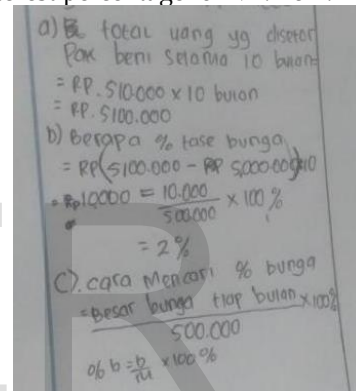 a) total uang yg disetor
Pak beni selama 10 bulan
= RP. 510.000 x 10 bulan
= RP. 5100.000
b) Berapa % tase bunga
= RP(5100.000 - RP 5000.000):10
= Rp 10000 = 10.000 / 500.000 x 100 %
= 2 %
C). cara Mencari % bunga
= Besar bunga tiap bulan x 100%
500.000
% b = b/M x 100 %